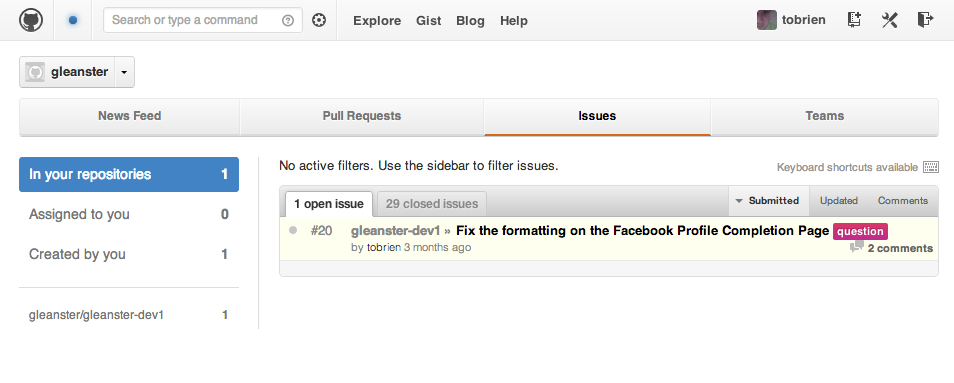 Search or type a command
Explore Gist Blog Help
tobrien
gleanster
News Feed Pull Requests Issues Teams
In your repositories 1
Assigned to you 0
Created by you 1
gleanster/gleanster-dev1 1
No active filters. Use the sidebar to filter issues.
Keyboard shortcuts available
1 open issue 29 closed issues
Submitted Updated Comments
#20 gleanster-dev1 » Fix the formatting on the Facebook Profile Completion Page question
by tobrien 3 months ago
2 comments